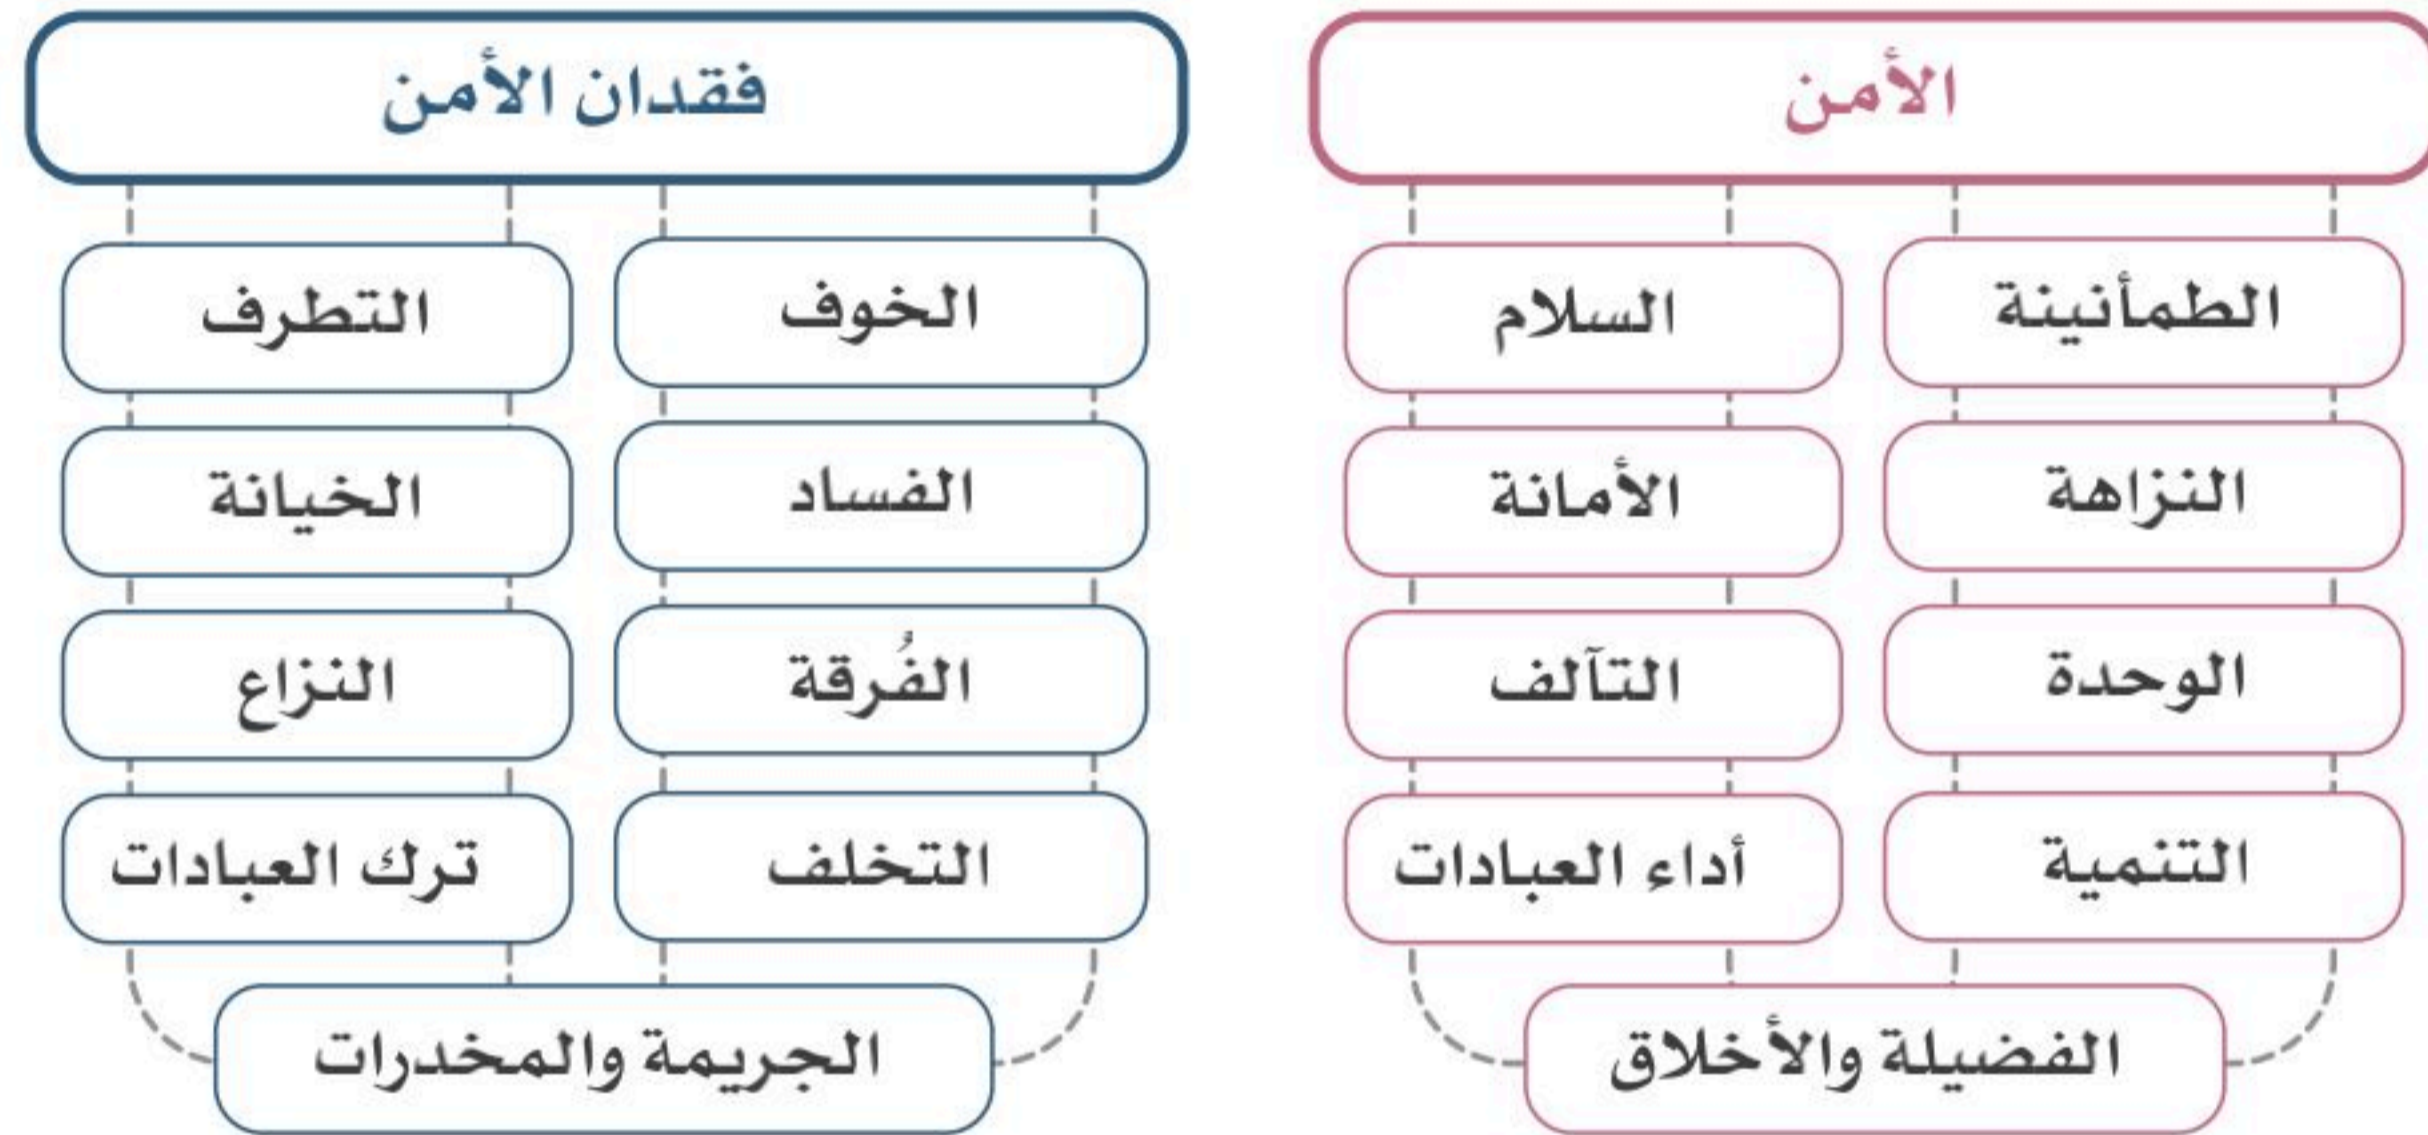 الأمن
الطمأنينة
السلام
النزاهة
الأمانة
الوحدة
التآلف
التنمية
أداء العبادات
الفضيلة والأخلاق
فقدان الأمن
الخوف
التطرف
الفساد
الخيانة
الفُرقة
النزاع
التخلف
ترك العبادات
الجريمة والمخدرات